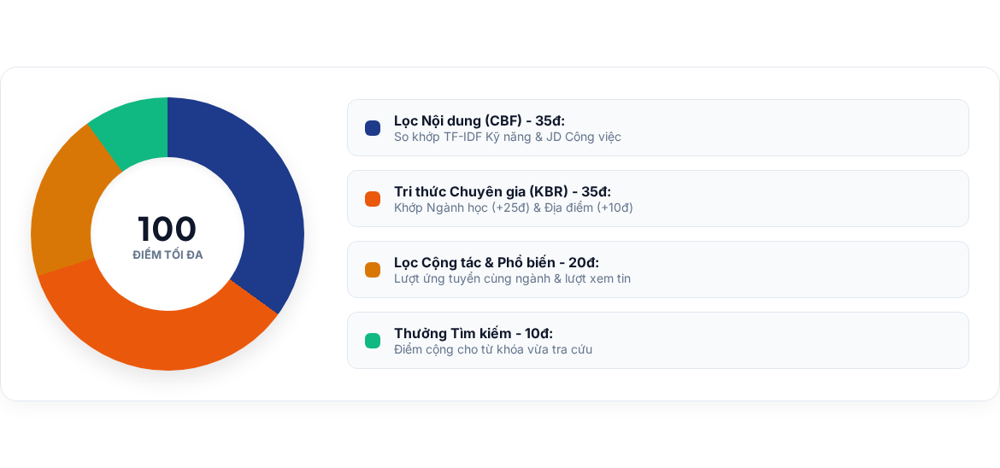 100
ĐIỂM TỐI ĐA
Lọc Nội dung (CBF) - 35đ:
So khớp TF-IDF Kỹ năng & JD Công việc
Tri thức Chuyên gia (KBR) - 35đ:
Khớp Ngành học (+25đ) & Địa điểm (+10đ)
Lọc Cộng tác & Phổ biến - 20đ:
Lượt ứng tuyển cùng ngành & lượt xem tin
Thưởng Tìm kiếm - 10đ:
Điểm cộng cho từ khóa vừa tra cứu